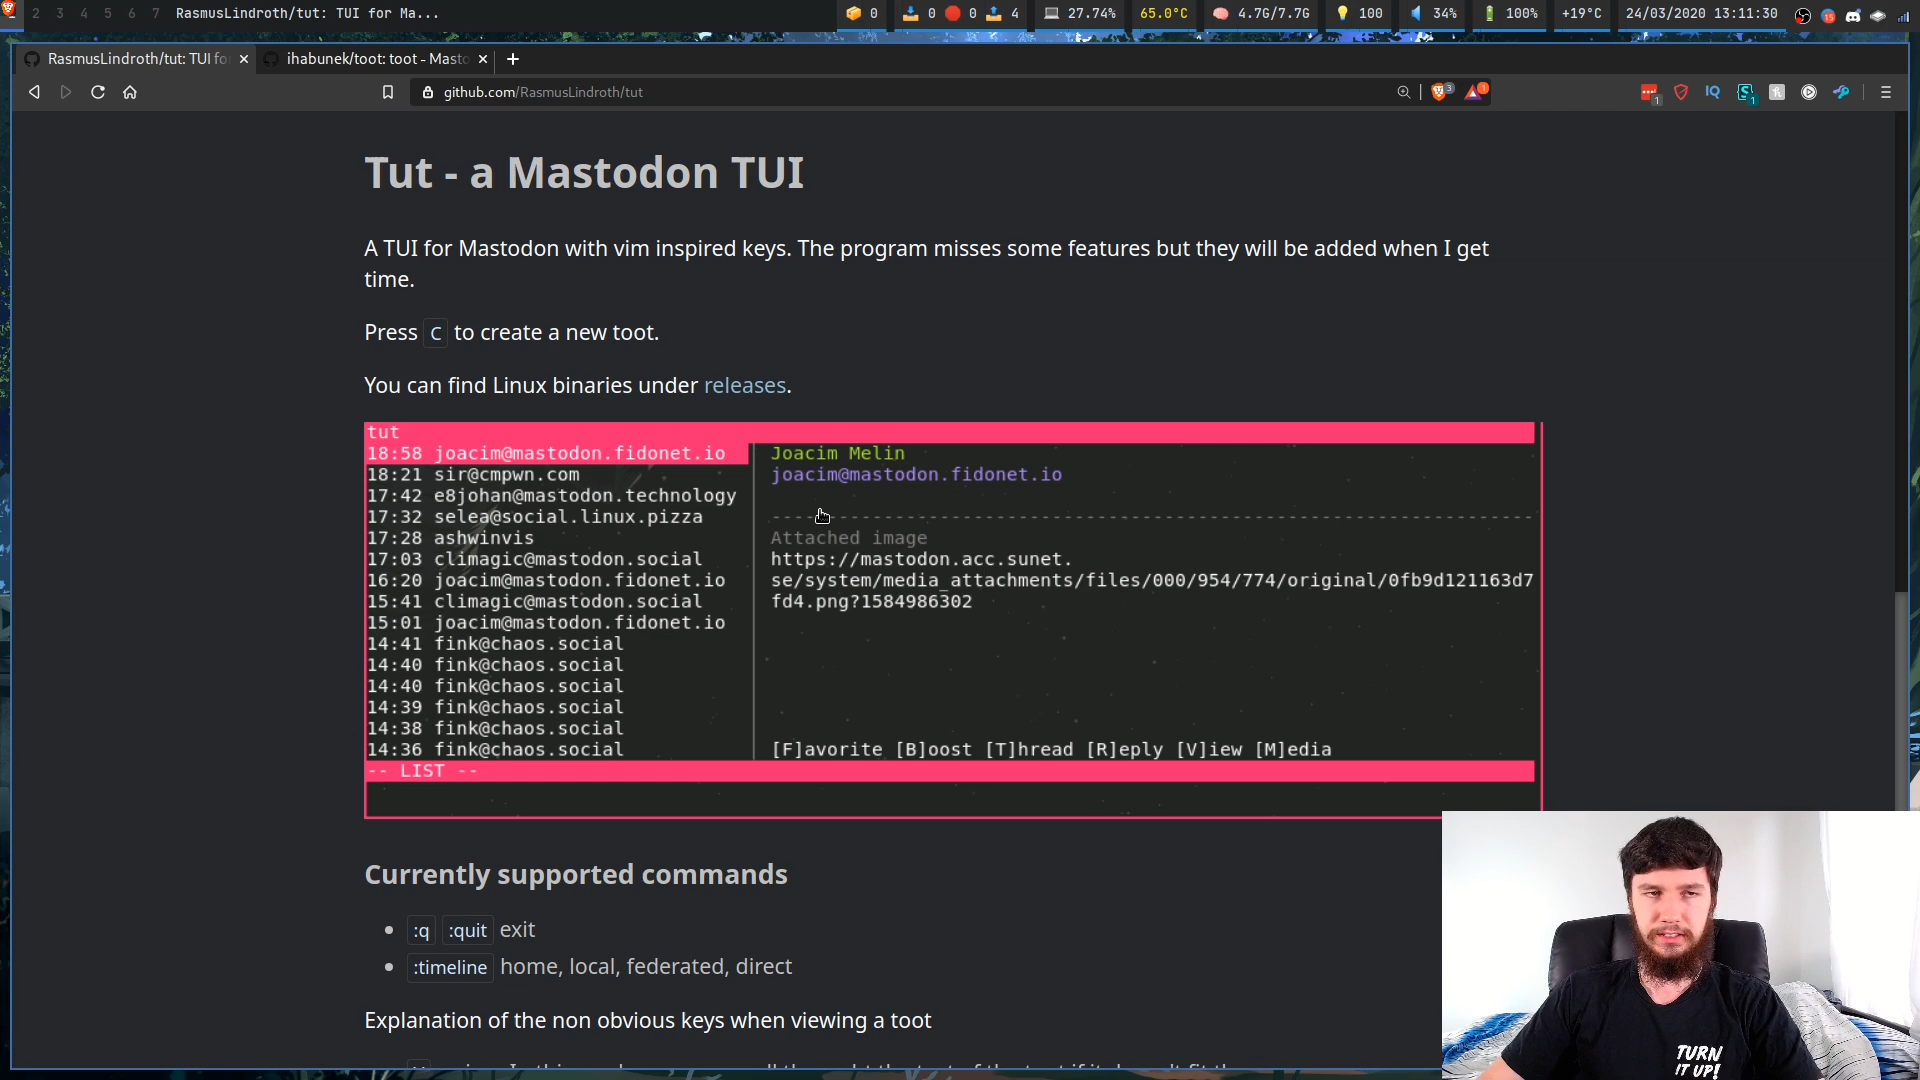 2 3 4 5 6 7 RasmusLindroth/tut: TUI for Ma... 0 0 0 4 27.74% 65.0°C 4.7G/7.7G 100 34% 100% +19°C 24/03/2020 13:11:30 15
RasmusLindroth/tut: TUI fo ihabunek/toot: toot - Masto
github.com/RasmusLindroth/tut 3 1 1 IQ 1
Tut - a Mastodon TUI
A TUI for Mastodon with vim inspired keys. The program misses some features but they will be added when I get
time.
Press C to create a new toot.
You can find Linux binaries under releases.
tut
18:58 joacim@mastodon.fidonet.io Joacim Melin
18:21 sir@cmpwn.com joacim@mastodon.fidonet.io
17:42 e8johan@mastodon.technology
17:32 selea@social.linux.pizza
17:28 ashwinvis Attached image
17:03 climagic@mastodon.social https://mastodon.acc.sunet.
16:20 joacim@mastodon.fidonet.io se/system/media_attachments/files/000/954/774/original/0fb9d121163d7
15:41 climagic@mastodon.social fd4.png?1584986302
15:01 joacim@mastodon.fidonet.io
14:41 fink@chaos.social
14:40 fink@chaos.social
14:40 fink@chaos.social
14:39 fink@chaos.social
14:38 fink@chaos.social
14:36 fink@chaos.social [F]avorite [B]oost [T]hread [R]eply [V]iew [M]edia
-- LIST --
Currently supported commands
:q :quit exit
:timeline home, local, federated, direct
Explanation of the non obvious keys when viewing a toot
TURN
IT UP!